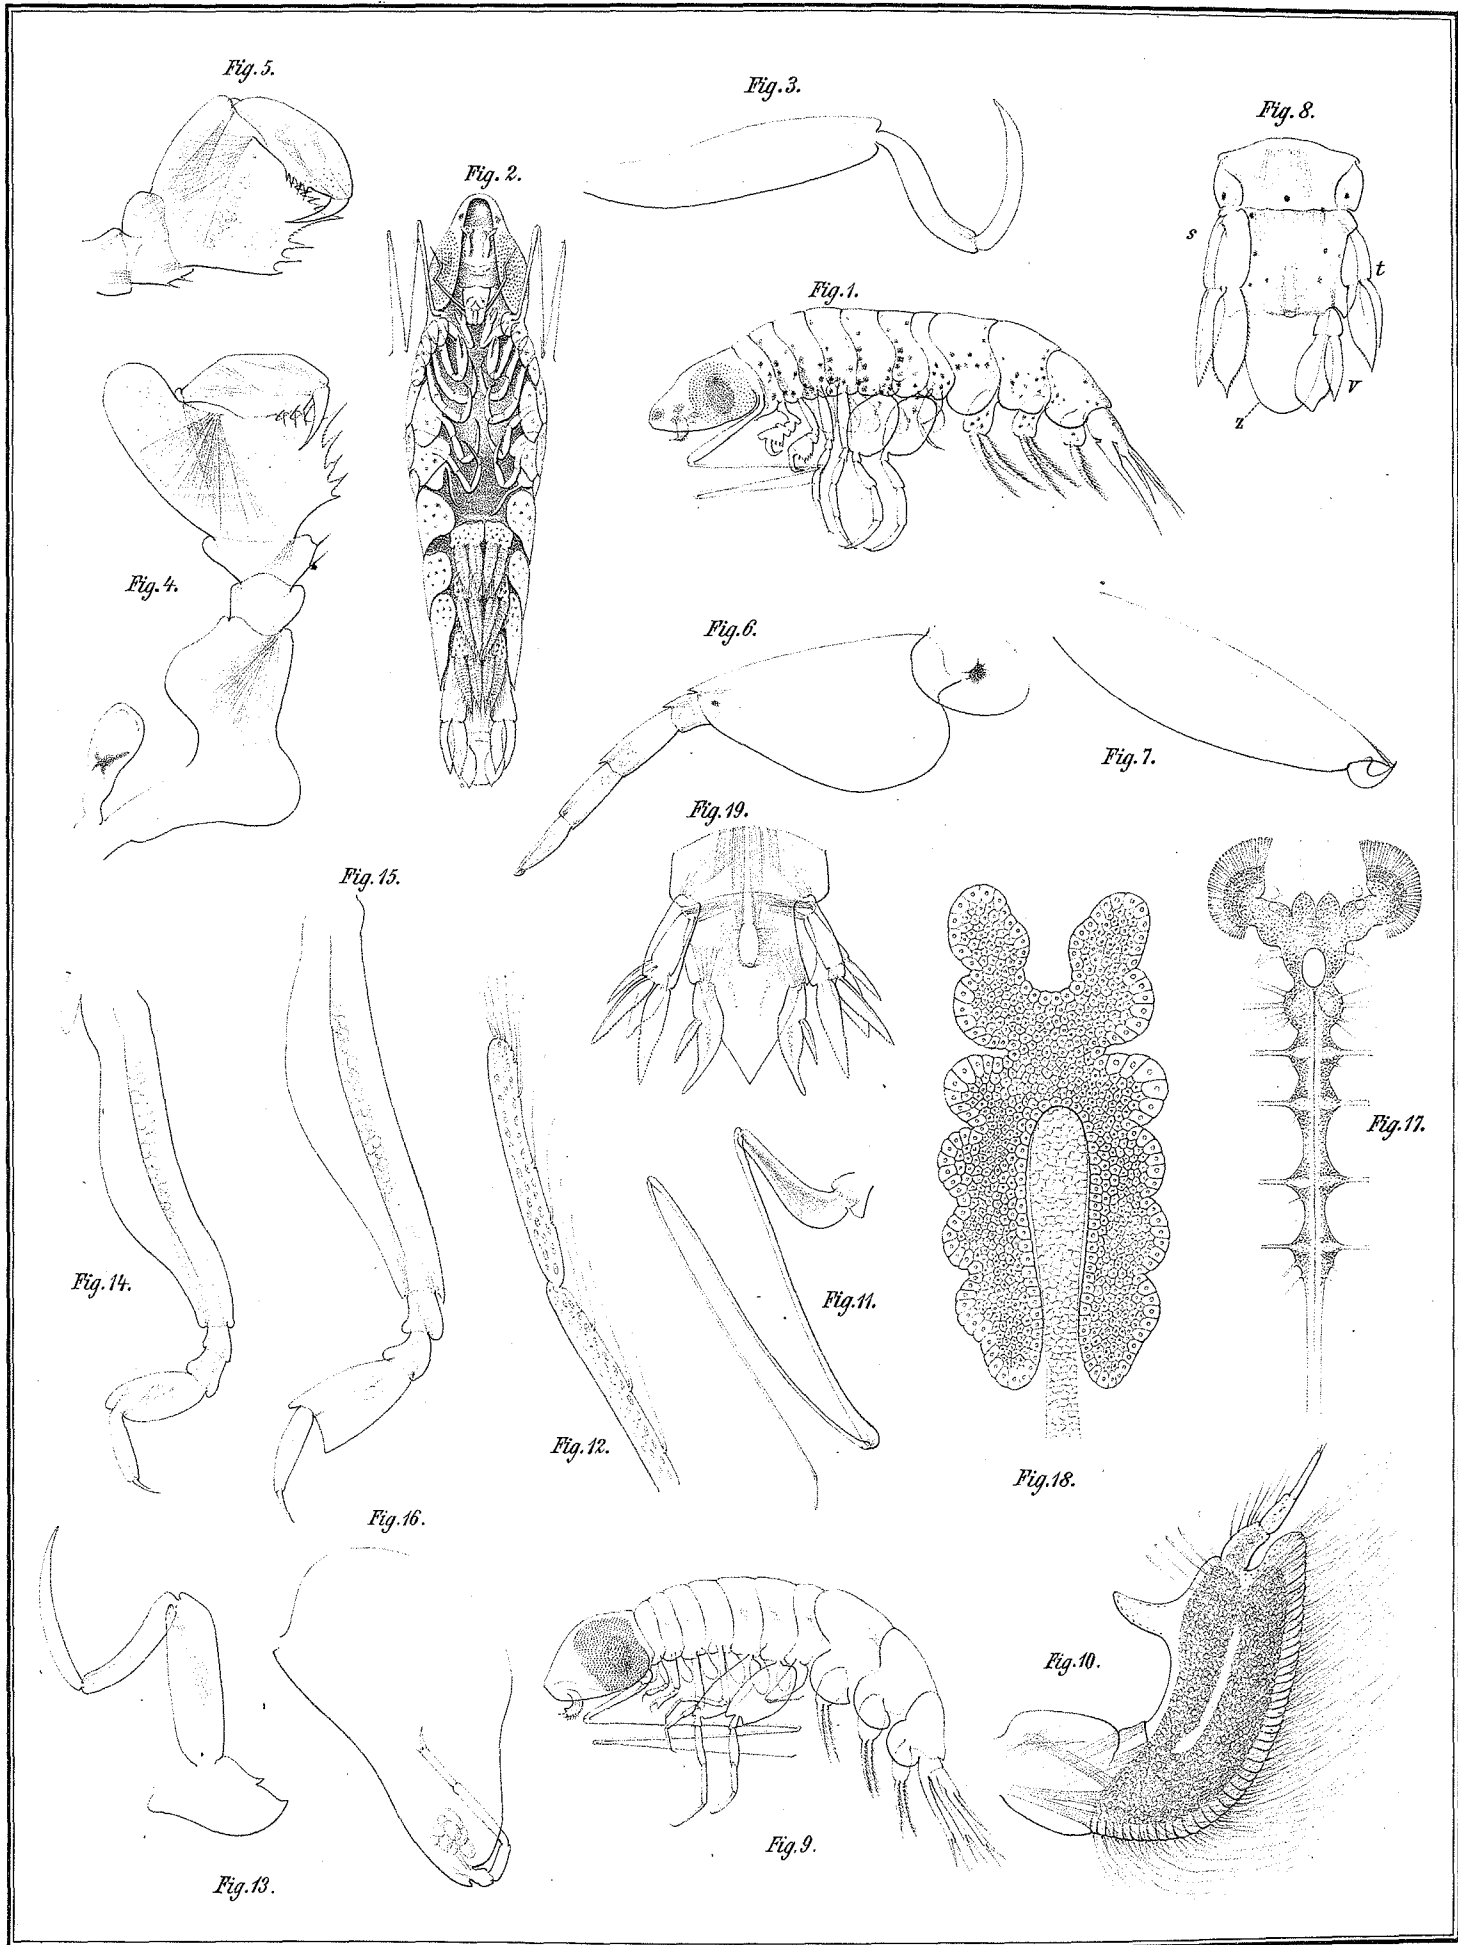 Fig. 5.
Fig. 3.
Fig. 8.
Fig. 2.
s
t
Fig. 1.
v
z
Fig. 4.
Fig. 6.
Fig. 7.
Fig. 19.
Fig. 15.
Fig. 17.
Fig. 14.
Fig. 11.
Fig. 12.
Fig. 18.
Fig. 16.
Fig. 10.
Fig. 9.
Fig. 13.